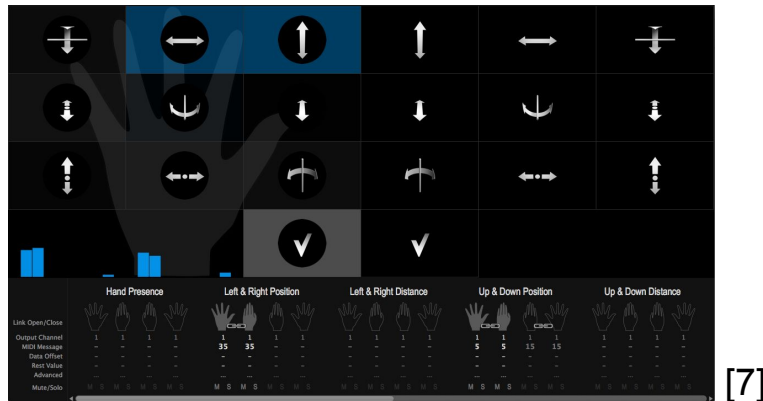 Hand Presence Left & Right Position Left & Right Distance Up & Down Position Up & Down Distance
Link Open/Close
Output Channel 1 1 1 1 1 1 1 1 1 1 1 1 1 1 1 1 1 1 1 1
MIDI Message - - - - 35 35 - - - - - - 5 5 15 15 - - - -
Data Offset - - - - - - - - - - - - - - - - - - - -
Rest Value - - - - - - - - - - - - - - - - - - - -
Advanced ... ... ... ... ... ... ... ... ... ... ... ... ... ... ... ... ... ... ... ...
Mute/Solo M S M S M S M S M S M S M S M S M S M S M S M S M S M S M S M S M S M S M S M S
[7]